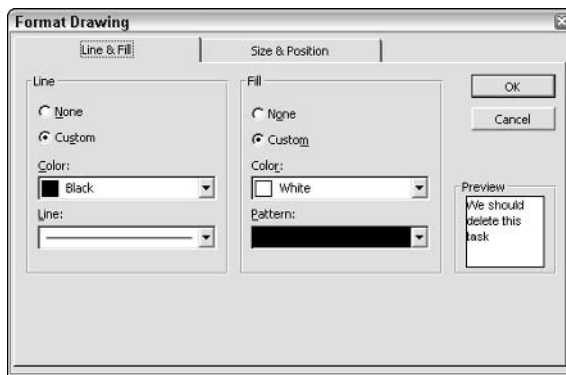 Format Drawing
Line & Fill
Size & Position
Line
None
Custom
Color:
Black
Line:
Fill
None
Custom
Color:
White
Pattern:
OK
Cancel
Preview
We should
delete this
task